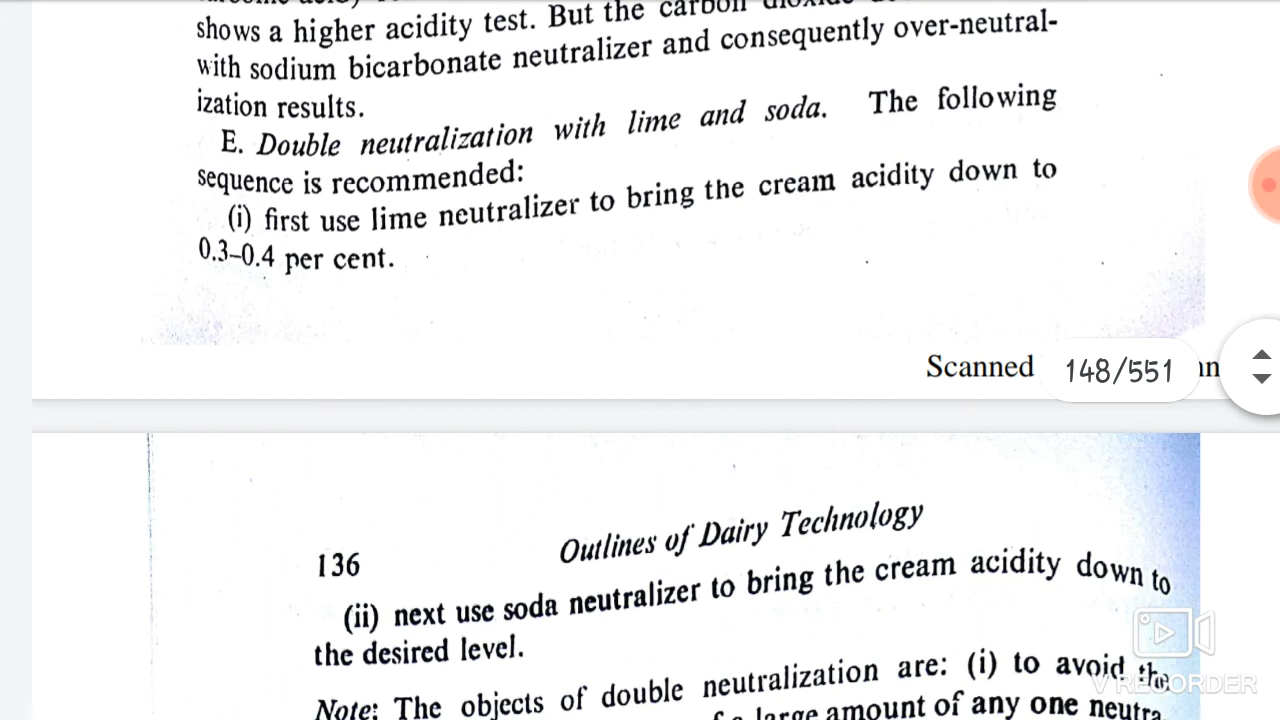 shows a higher acidity test. But the carbon
with sodium bicarbonate neutralizer and consequently over-neutral-
ization results.
E. Double neutralization with lime and soda. The following
sequence is recommended:
(i) first use lime neutralizer to bring the cream acidity down to
0.3–0.4 per cent.
Scanned
148/551
136
Outlines of Dairy Technology
(ii) next use soda neutralizer to bring the cream acidity down to
the desired level.
Note: The objects of double neutralization are: (i) to avoid the
large amount of any one neutra
V RECORDER